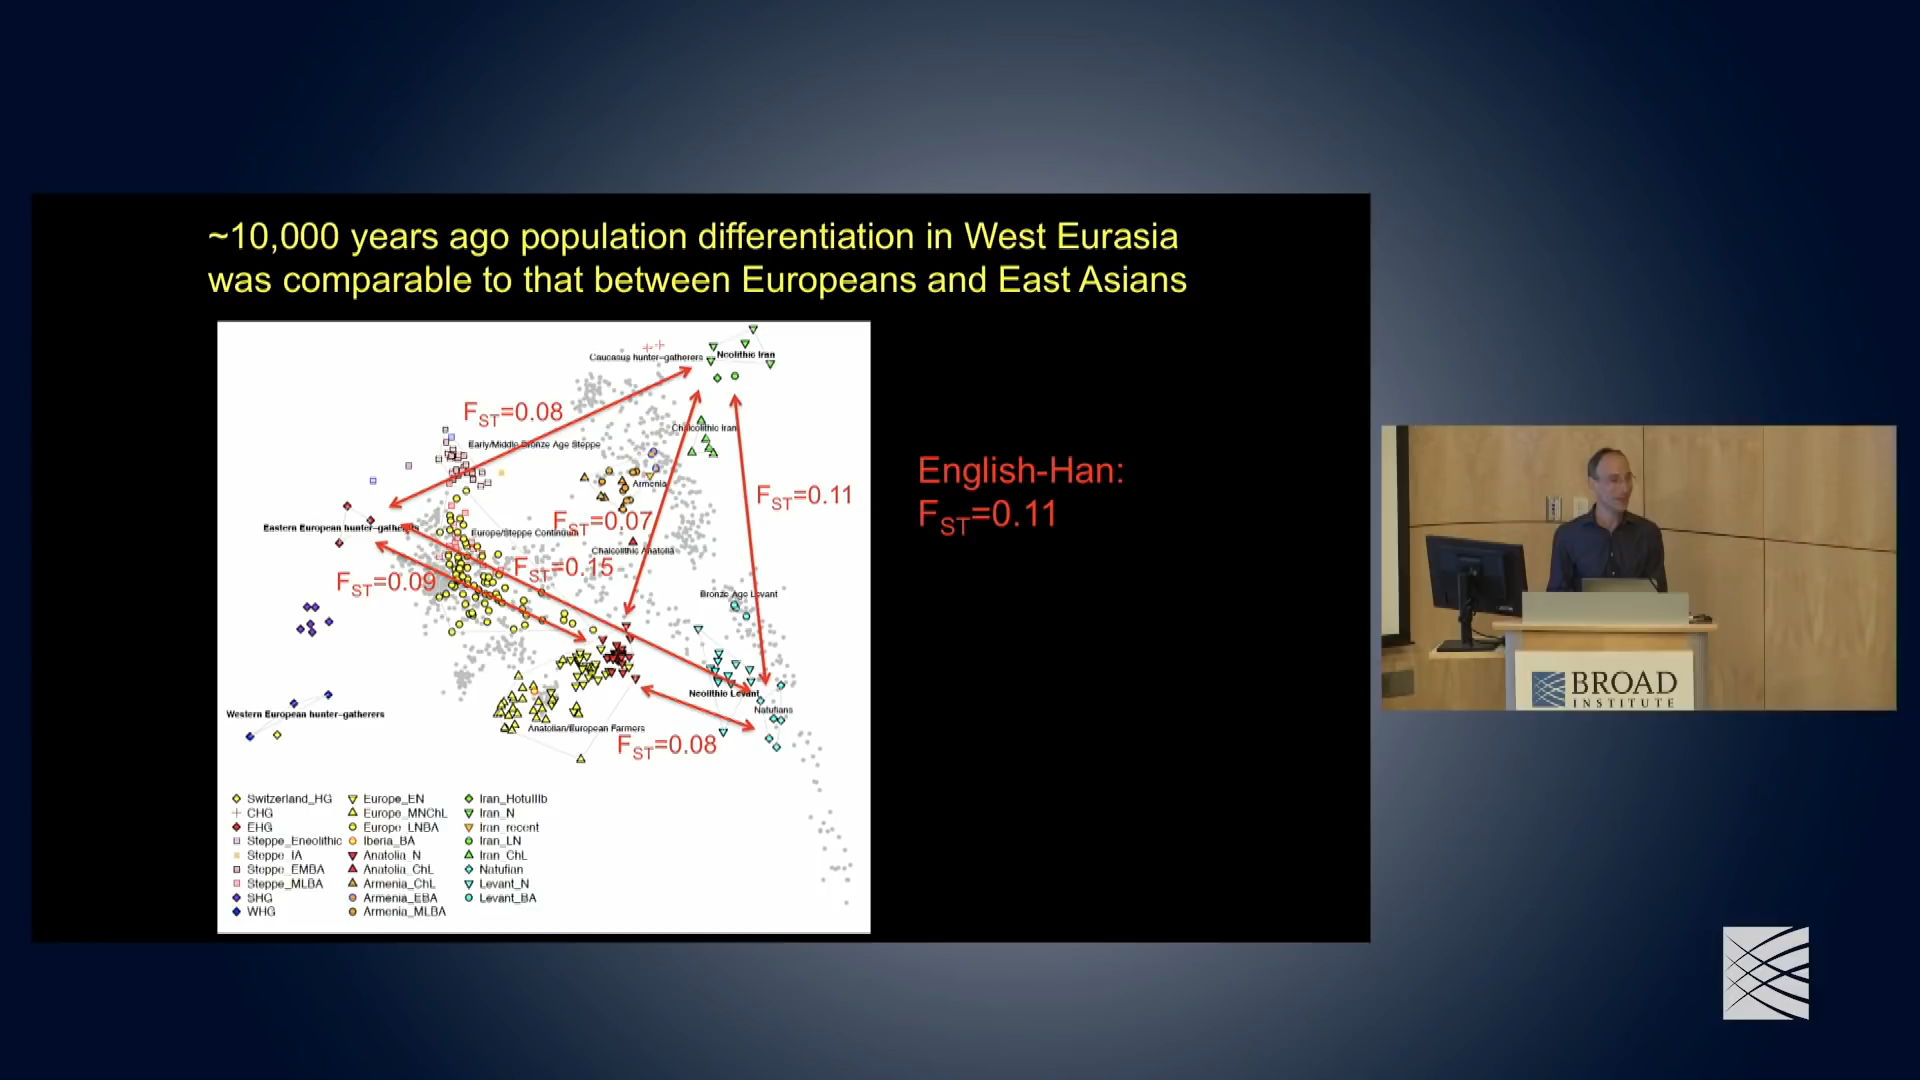 ~10,000 years ago population differentiation in West Eurasia
was comparable to that between Europeans and East Asians
Caucasus hunter-gatherers
Neolithic Iran
FST=0.08
Chalcolithic Iran
Early/Middle Bronze Age Steppe
English-Han:
FST=0.11
Armenia
FST=0.11
FST=0.07
Eastern European hunter-gatherers
Europe/Steppe Continuum
Chalcolithic Anatolia
FST=0.15
FST=0.09
Bronze Age Levant
Neolithic Levant
Natufians
Western European hunter-gatherers
Anatolian/European Farmers
FST=0.08
Switzerland_HG
CHG
EHG
Steppe_Eneolithic
Steppe_IA
Steppe_EMBA
Steppe_MLBA
SHG
WHG
Europe_EN
Europe_MNChL
Europe_LNBA
Iberia_BA
Anatolia_N
Anatolia_ChL
Armenia_ChL
Armenia_EBA
Armenia_MLBA
Iran_HotuIIIb
Iran_N
Iran_recent
Iran_LN
Iran_ChL
Natufian
Levant_N
Levant_BA
BROAD
INSTITUTE